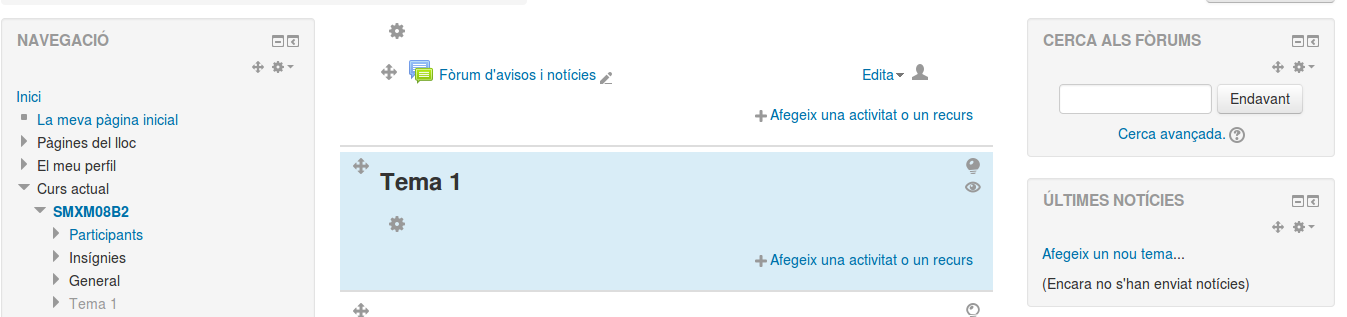 NAVEGACIÓ
Inici
La meva pàgina inicial
Pàgines del lloc
El meu perfil
Curs actual
SMXM08B2
Participants
Insígnies
General
Tema 1
Fòrum d'avisos i notícies
Edita
Afegeix una activitat o un recurs
Tema 1
Afegeix una activitat o un recurs
CERCA ALS FÒRUMS
Endavant
Cerca avançada.
ÚLTIMES NOTÍCIES
Afegeix un nou tema...
(Encara no s'han enviat notícies)